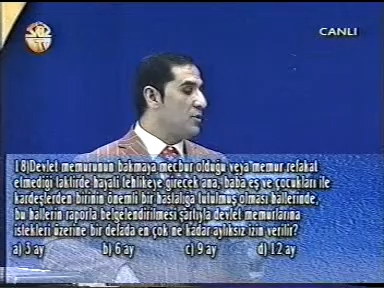 CANLI
18)Devlet memurunun bakmaya mecbur olduğu veya memur refakat
etmediği taktirde hayati tehlikeye girecek ana, baba eş ve çocukları ile
kardeşlerden birinin önemli bir hastalığa tutulmuş olması hallerinde,
bu hallerin raporla belgelendirilmesi şartıyla devlet memurlarına
istekleri üzerine bir defada en çok ne kadar aylıksız izin verilir?
a) 3 ay b) 6 ay c) 9 ay d) 12 ay